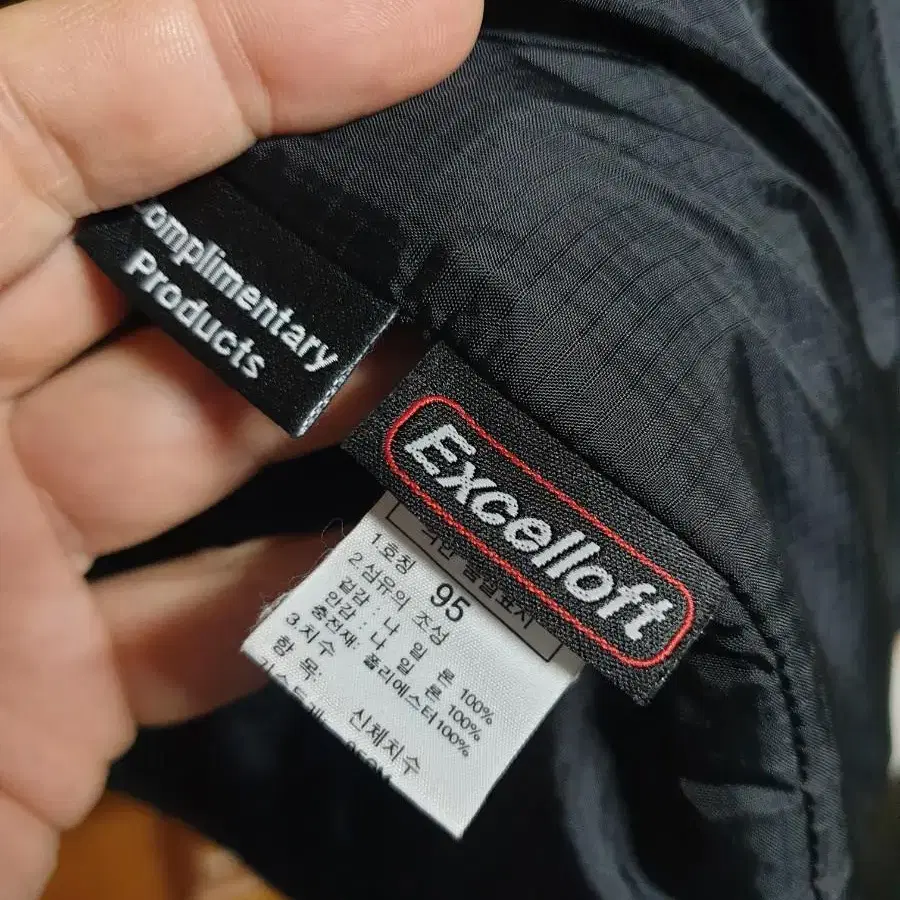 omplimentary
Products
Excelloft
1.호칭 95
2 섬유의 조성
겉감 : 나 일 론 100%
안감 : 나 일 론 100%
충전재: 폴리에스터100%
3.치수
항 목: 신체치수